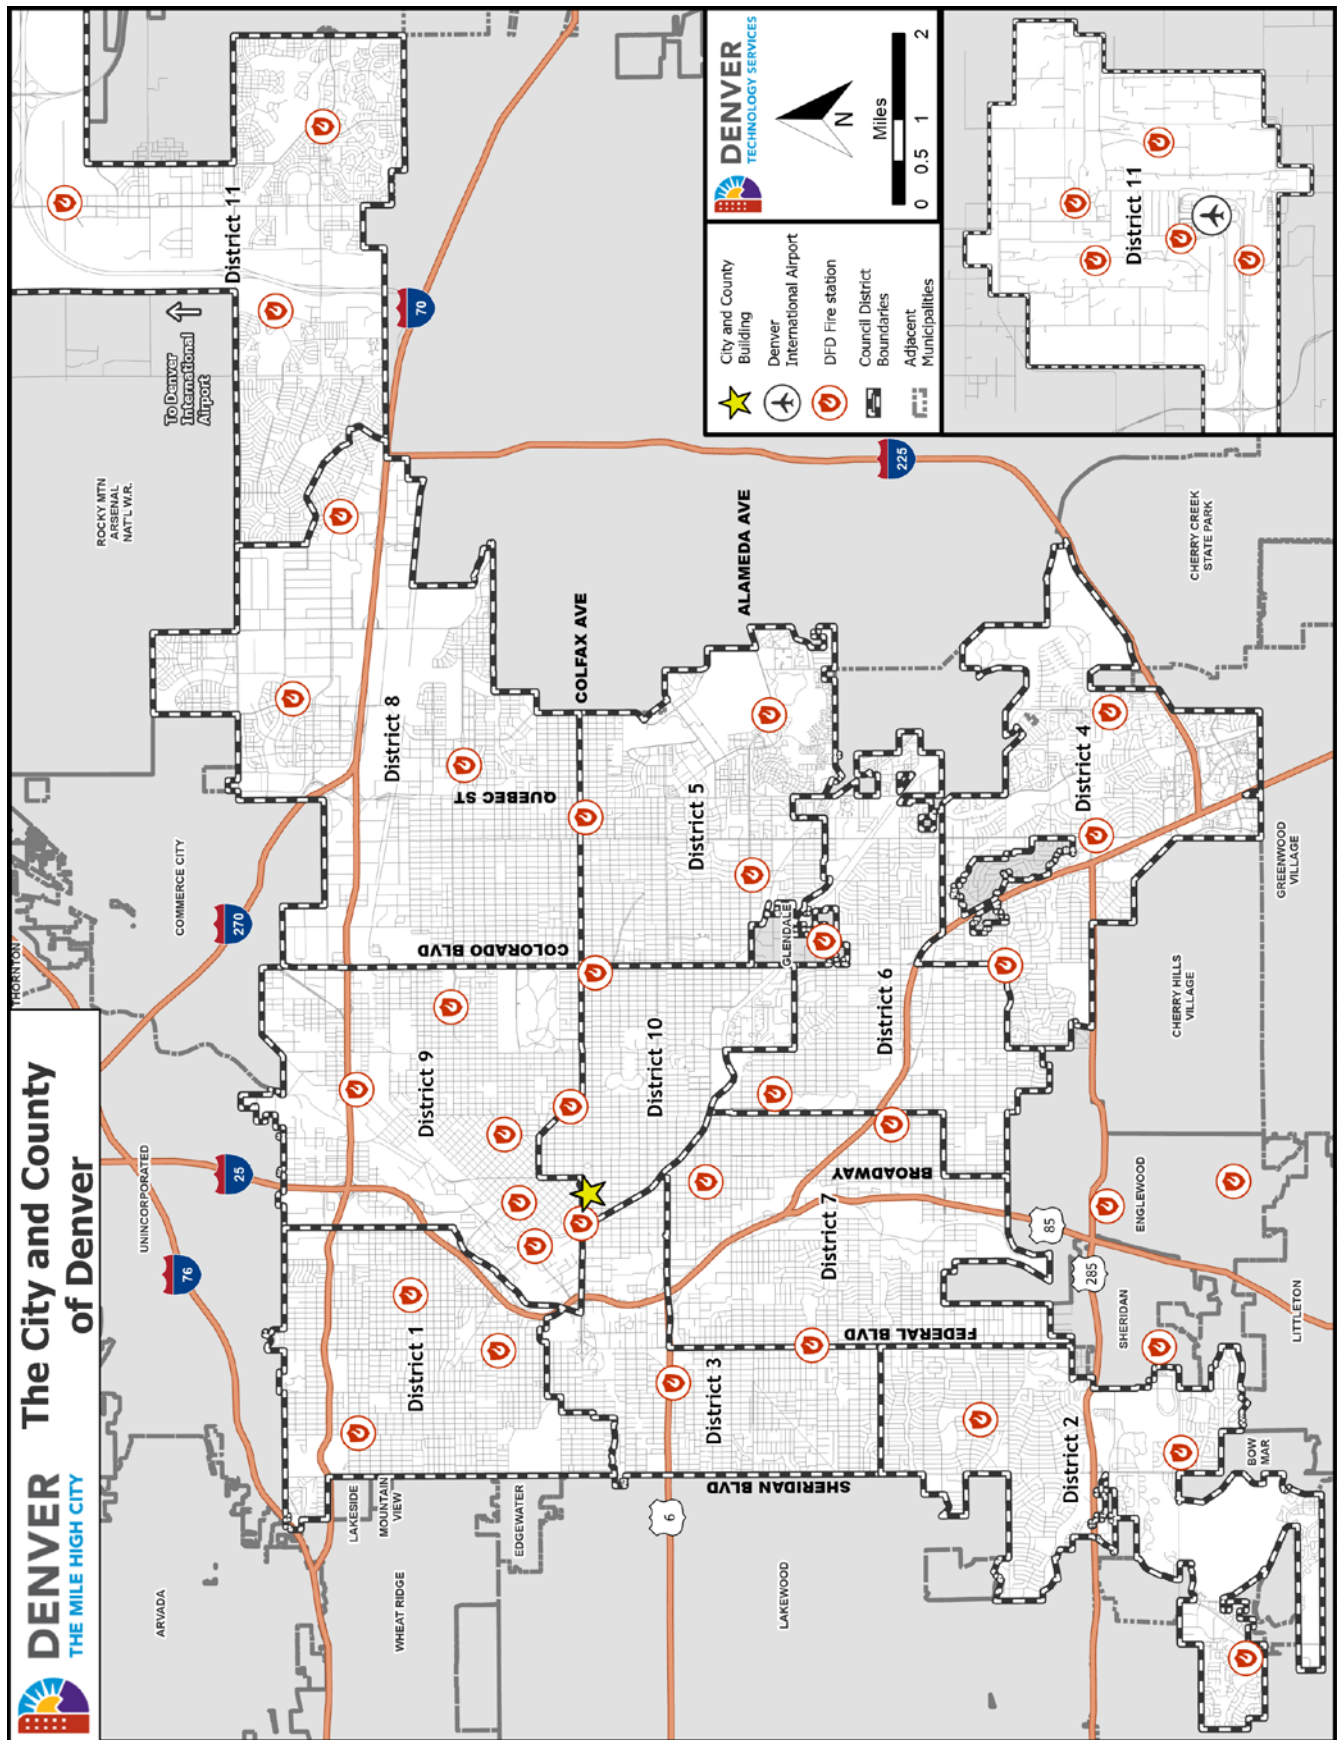 DENVER
THE MILE HIGH CITY
The City and County
of Denver
ARVADA
UNINCORPORATED
THORNTON
COMMERCE CITY
ROCKY MTN
ARSENAL
NAT'L W.R.
To Denver
International
Airport
District 11
76
25
270
70
LAKESIDE
MOUNTAIN
VIEW
WHEAT RIDGE
EDGEWATER
District 1
District 9
District 8
QUEBEC ST
COLORADO BLVD
COLFAX AVE
6
LAKEWOOD
SHERIDAN BLVD
District 3
District 10
District 5
ALAMEDA AVE
GLENDALE
FEDERAL BLVD
District 7
BROADWAY
District 6
225
District 2
285
85
SHERIDAN
ENGLEWOOD
CHERRY HILLS
VILLAGE
District 4
CHERRY CREEK
STATE PARK
BOW
MAR
LITTLETON
GREENWOOD
VILLAGE
City and County
Building
Denver
International Airport
DFD Fire station
Council District
Boundaries
Adjacent
Municipalities
DENVER
TECHNOLOGY SERVICES
N
Miles
0 0.5 1 2
District 11